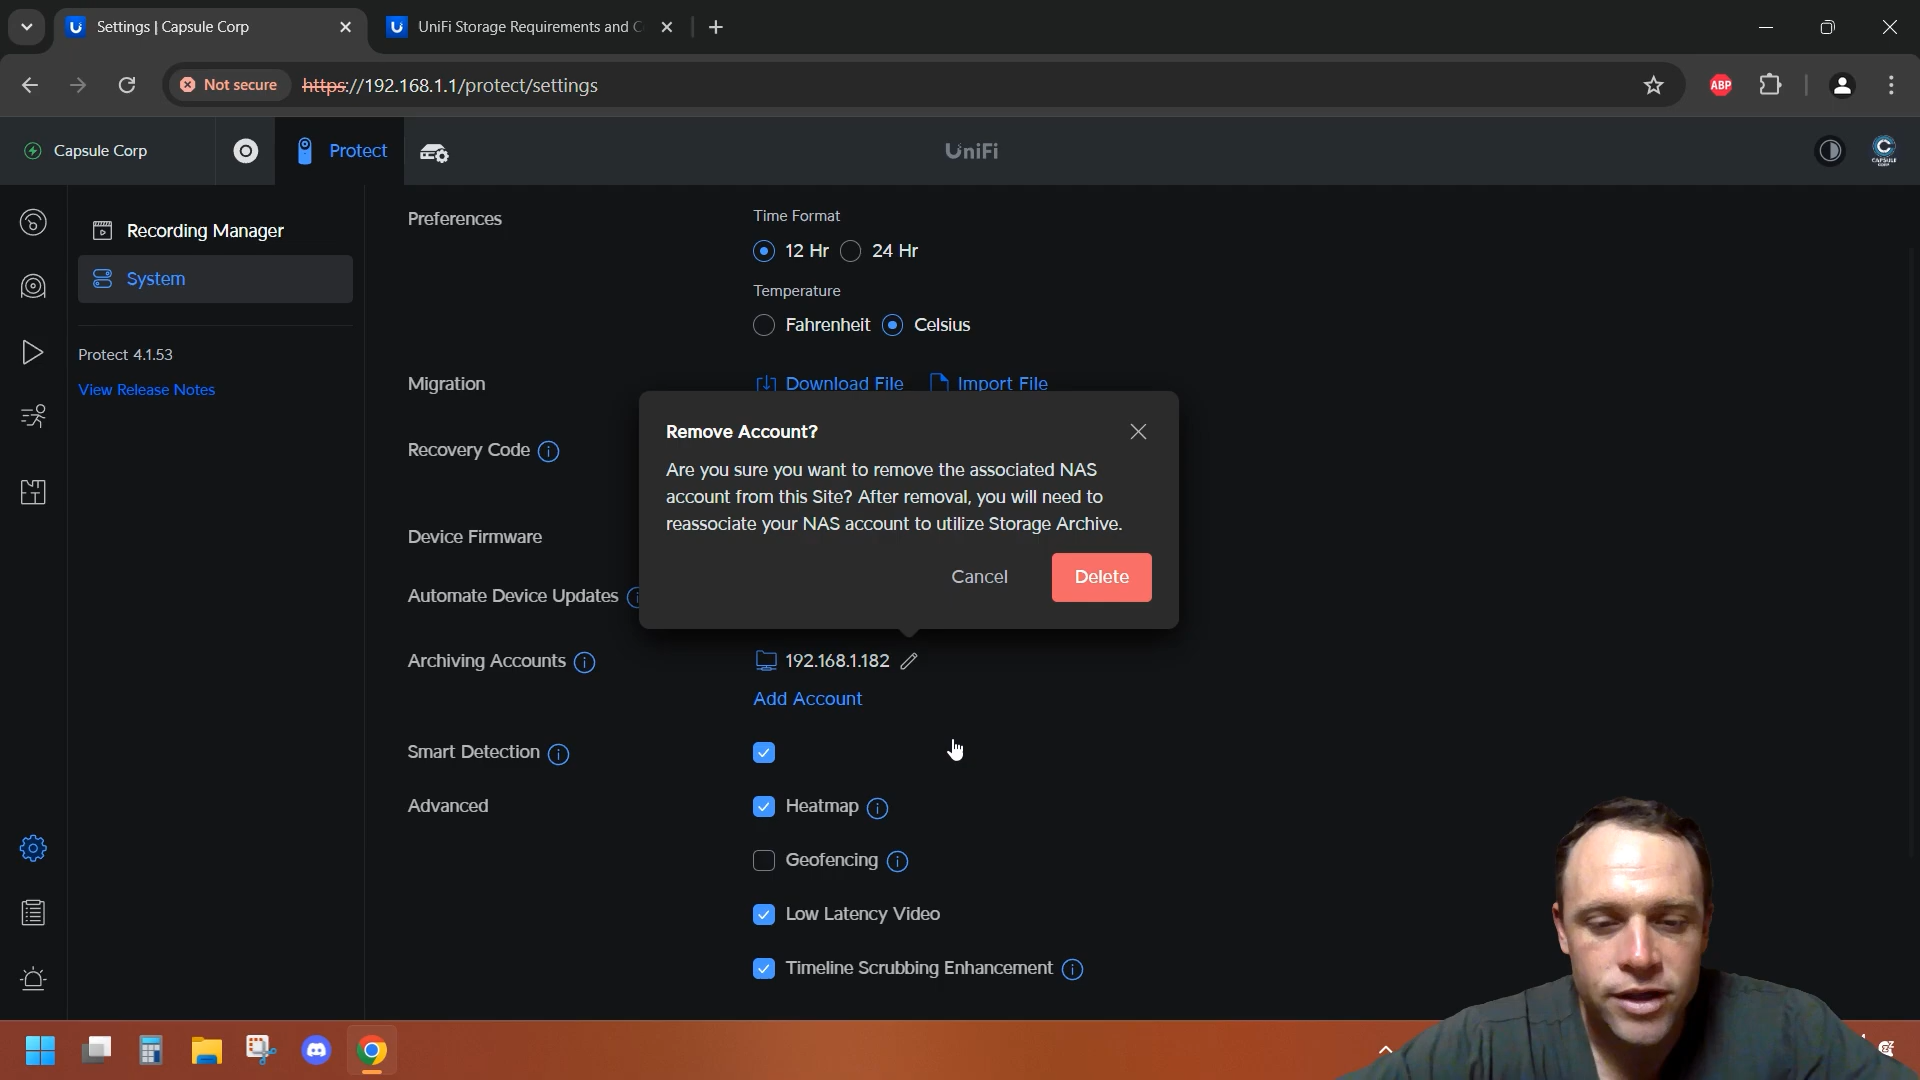 Settings | Capsule Corp
UniFi Storage Requirements and C
Not secure
https://192.168.1.1/protect/settings
ABP
Capsule Corp
Protect
UniFi
CAPSULE
CORP
Recording Manager
System
Protect 4.1.53
View Release Notes
Preferences
Time Format
12 Hr
24 Hr
Temperature
Fahrenheit
Celsius
Migration
Download File
Import File
Recovery Code
Remove Account?
Are you sure you want to remove the associated NAS
account from this Site? After removal, you will need to
reassociate your NAS account to utilize Storage Archive.
Cancel
Delete
Device Firmware
Automate Device Updates
Archiving Accounts
192.168.1.182
Add Account
Smart Detection
Advanced
Heatmap
Geofencing
Low Latency Video
Timeline Scrubbing Enhancement